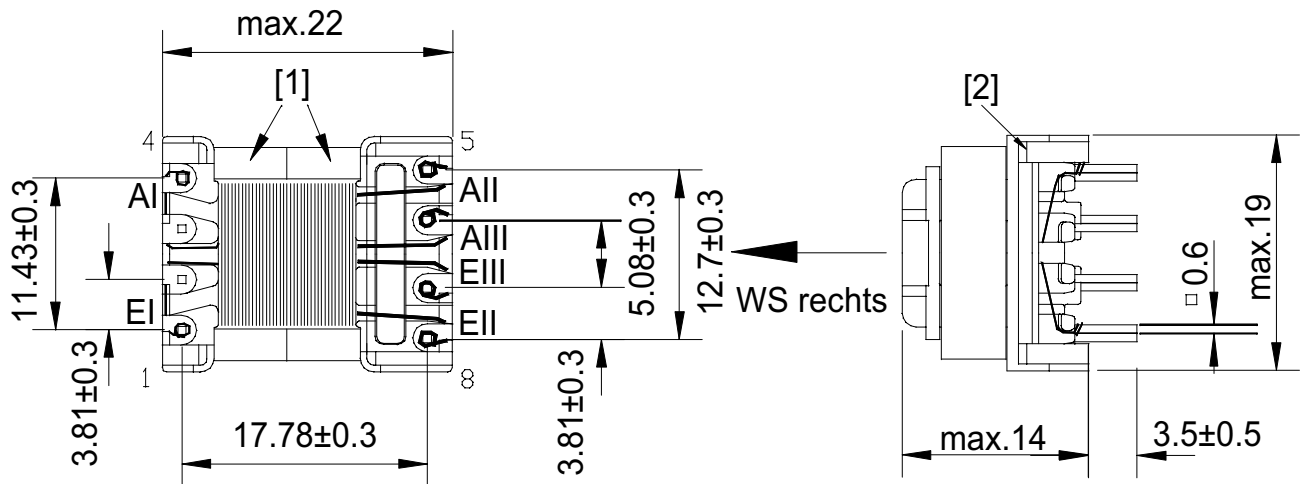 max.22
[1]
[2]
4
5
AI
AII
AIII
EIII
EI
EII
1
8
11.43±0.3
3.81±0.3
17.78±0.3
3.81±0.3
5.08±0.3
12.7±0.3
WS rechts
□0.6
max.19
max.14
3.5±0.5